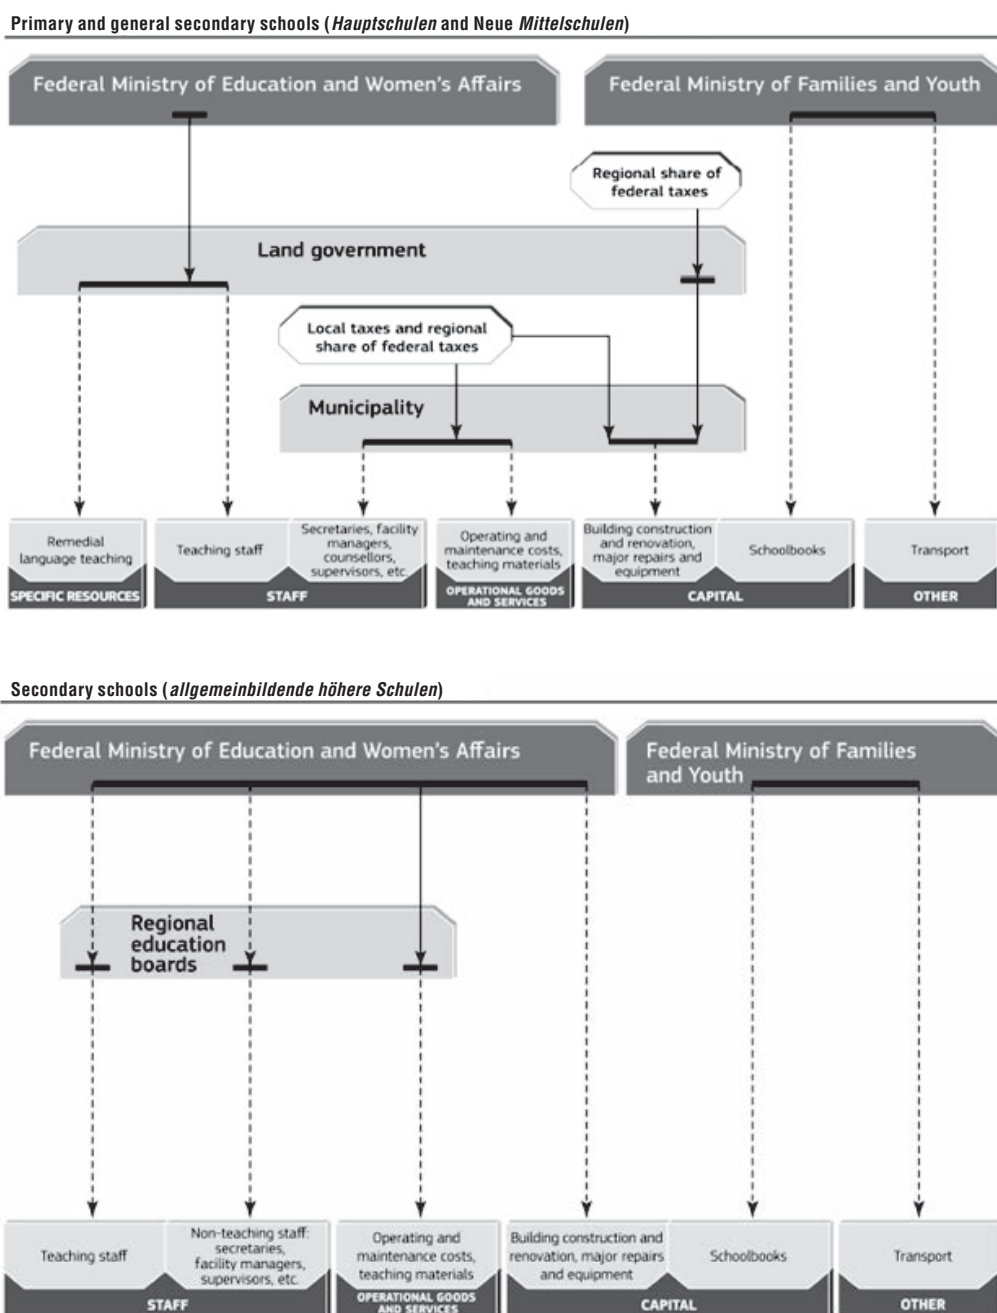 Primary and general secondary schools (Hauptschulen and Neue Mittelschulen)
Federal Ministry of Education and Women's Affairs
Federal Ministry of Families and Youth
Regional share of
federal taxes
Land government
Local taxes and regional
share of federal taxes
Municipality
Remedial
language teaching
Teaching staff
Secretaries, facility
managers,
counsellors,
supervisors, etc.
Operating and
maintenance costs,
teaching materials
Building construction
and renovation,
major repairs and
equipment
Schoolbooks
Transport
SPECIFIC RESOURCES
STAFF
OPERATIONAL GOODS
AND SERVICES
CAPITAL
OTHER
Secondary schools (allgemeinbildende höhere Schulen)
Federal Ministry of Education and Women's Affairs
Federal Ministry of Families
and Youth
Regional
education
boards
Teaching staff
Non-teaching staff:
secretaries,
facility managers,
supervisors, etc.
Operating and
maintenance costs,
teaching materials
Building construction and
renovation, major repairs
and equipment
Schoolbooks
Transport
STAFF
OPERATIONAL GOODS
AND SERVICES
CAPITAL
OTHER